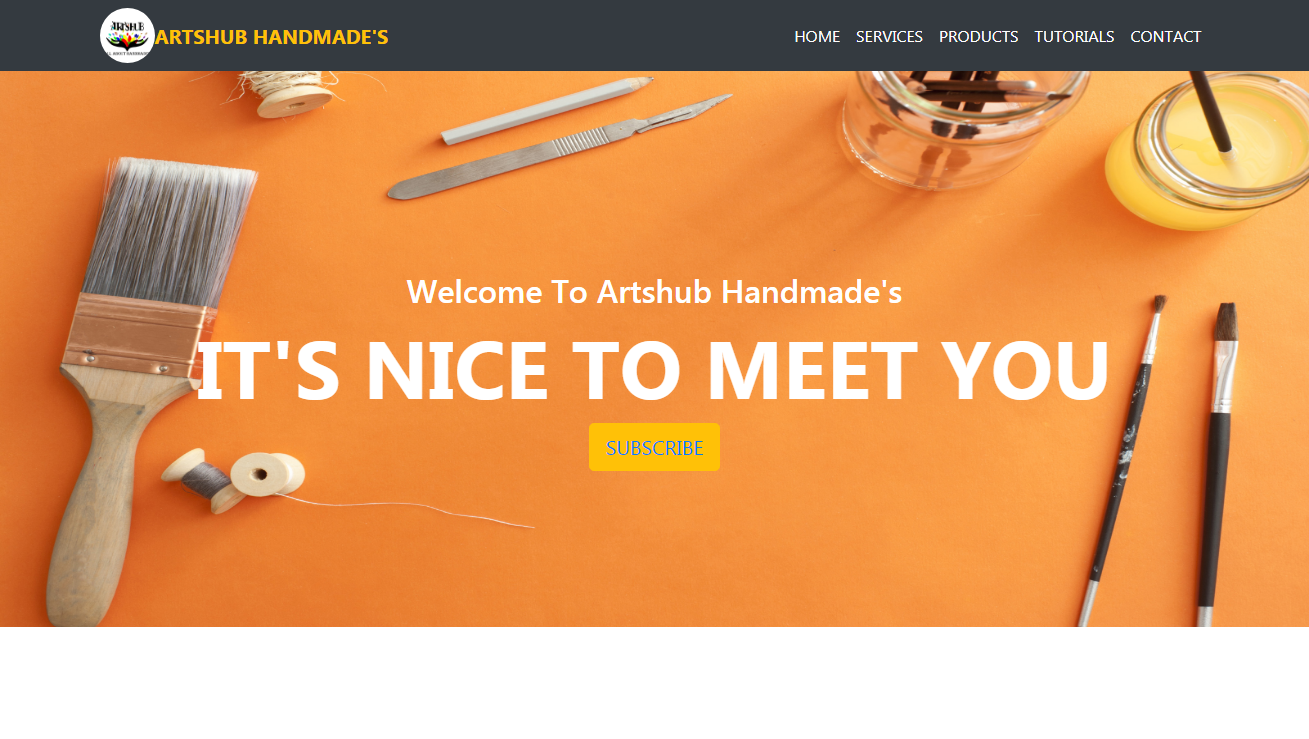 ARTSHUB
ARTSHUB HANDMADE'S
HOME SERVICES PRODUCTS TUTORIALS CONTACT
Welcome To Artshub Handmade's
IT'S NICE TO MEET YOU
SUBSCRIBE